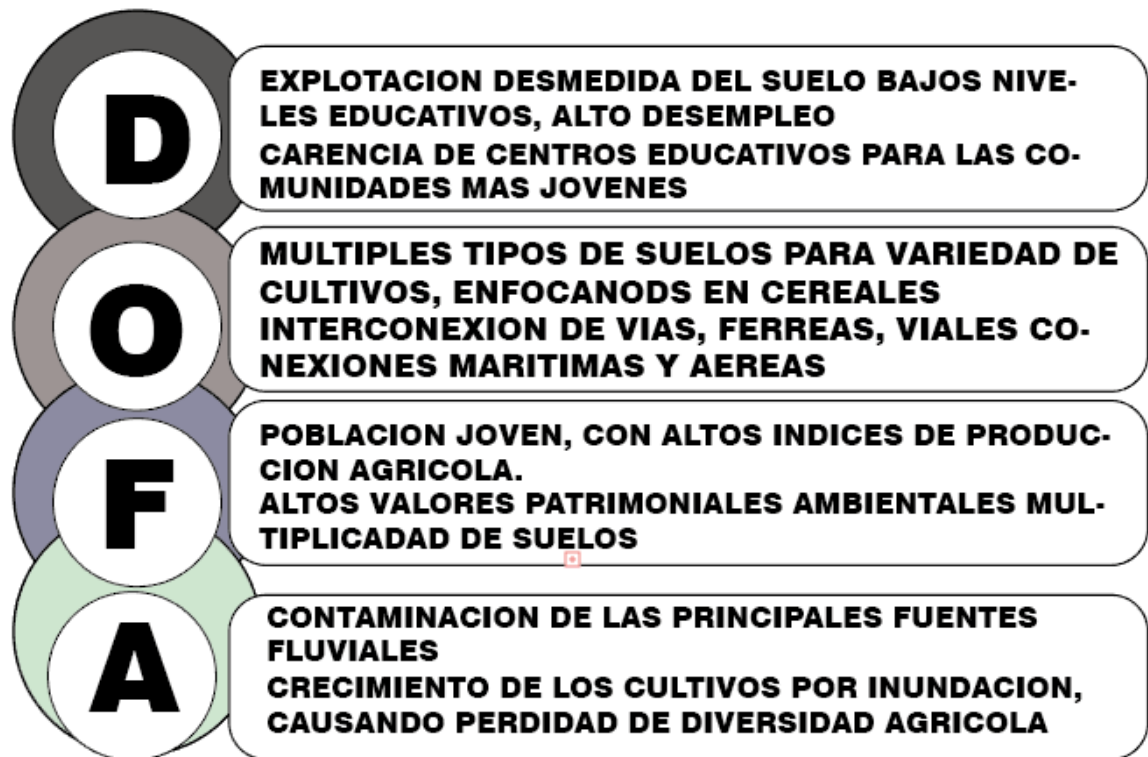 D
EXPLOTACION DESMEDIDA DEL SUELO BAJOS NIVE-
LES EDUCATIVOS, ALTO DESEMPLEO
CARENCIA DE CENTROS EDUCATIVOS PARA LAS CO-
MUNIDADES MAS JOVENES
O
MULTIPLES TIPOS DE SUELOS PARA VARIEDAD DE
CULTIVOS, ENFOCANODS EN CEREALES
INTERCONEXION DE VIAS, FERREAS, VIALES CO-
NEXIONES MARITIMAS Y AEREAS
F
POBLACION JOVEN, CON ALTOS INDICES DE PRODUC-
CION AGRICOLA.
ALTOS VALORES PATRIMONIALES AMBIENTALES MUL-
TIPLICADAD DE SUELOS
A
CONTAMINACION DE LAS PRINCIPALES FUENTES
FLUVIALES
CRECIMIENTO DE LOS CULTIVOS POR INUNDACION,
CAUSANDO PERDIDAD DE DIVERSIDAD AGRICOLA